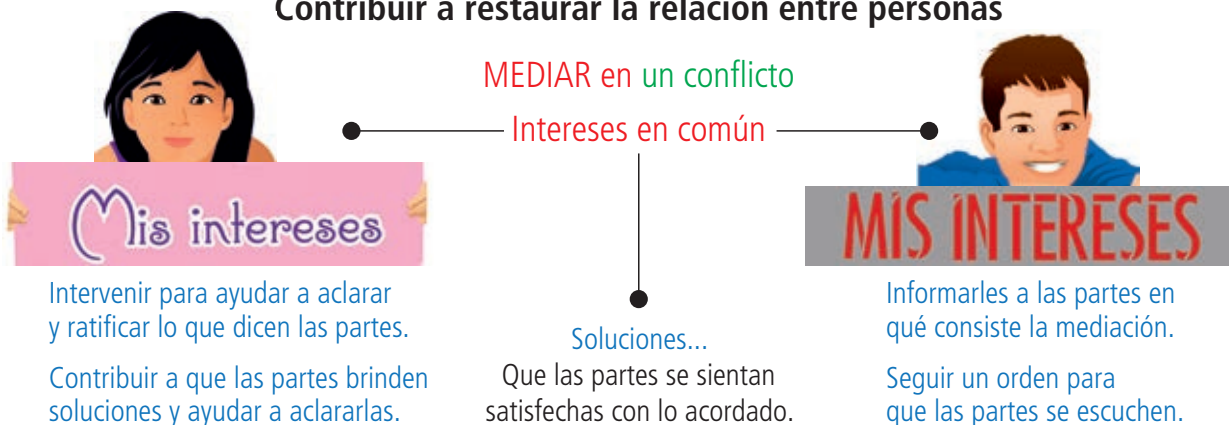 Contribuir a restaurar la relación entre personas
MEDIAR en un conflicto
Intereses en común
Mis intereses
MIS INTERESES
Intervenir para ayudar a aclarar
y ratificar lo que dicen las partes.
Contribuir a que las partes brinden
soluciones y ayudar a aclararlas.
Soluciones...
Que las partes se sientan
satisfechas con lo acordado.
Informarles a las partes en
qué consiste la mediación.
Seguir un orden para
que las partes se escuchen.